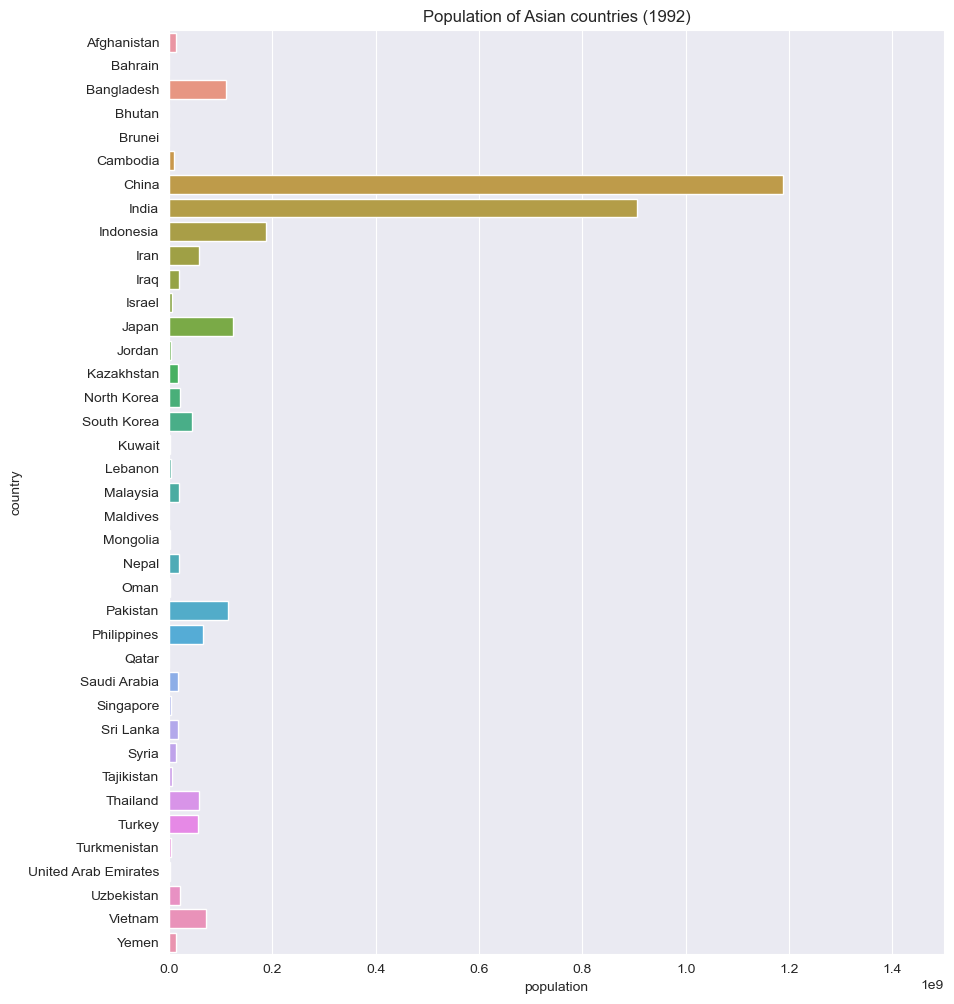 Population of Asian countries (1992)
Afghanistan
Bahrain
Bangladesh
Bhutan
Brunei
Cambodia
China
India
Indonesia
Iran
Iraq
Israel
Japan
Jordan
Kazakhstan
North Korea
South Korea
Kuwait
Lebanon
Malaysia
Maldives
Mongolia
Nepal
Oman
Pakistan
Philippines
Qatar
Saudi Arabia
Singapore
Sri Lanka
Syria
Tajikistan
Thailand
Turkey
Turkmenistan
United Arab Emirates
Uzbekistan
Vietnam
Yemen
country
0.0 0.2 0.4 0.6 0.8 1.0 1.2 1.4
1e9
population